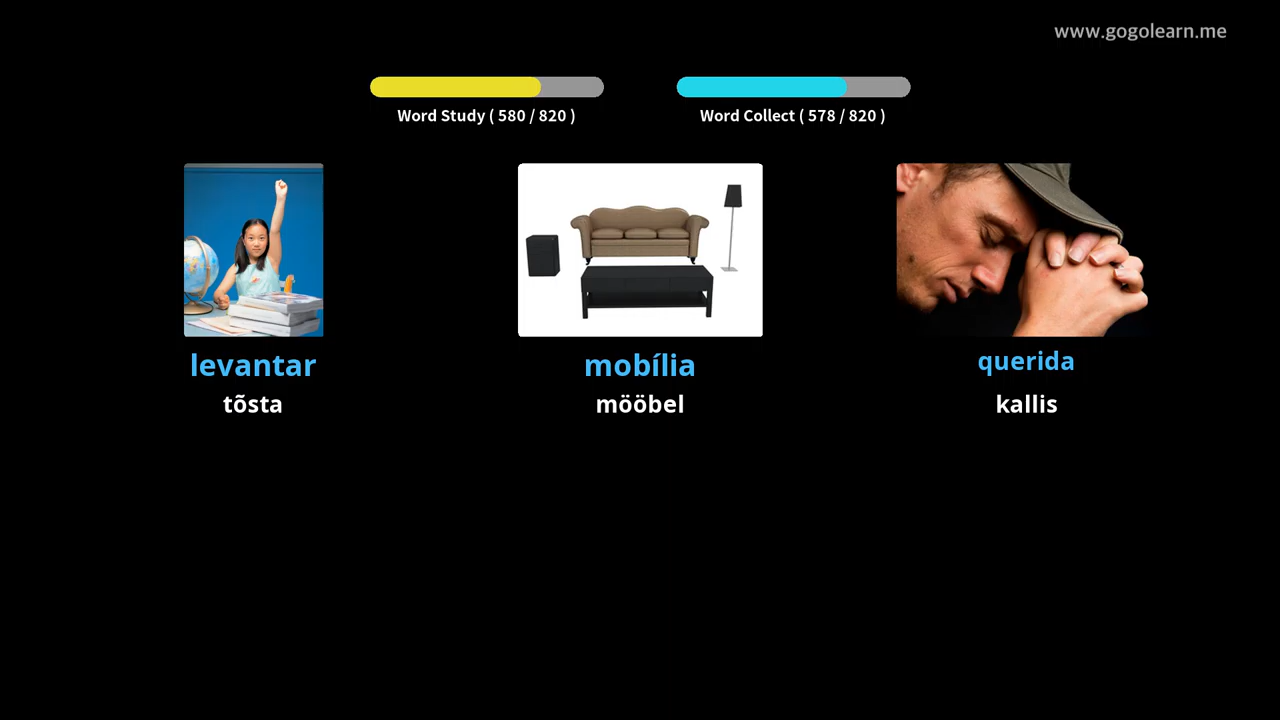 www.gogolearn.me
Word Study ( 580 / 820 )
Word Collect ( 578 / 820 )
levantar
tõsta
mobília
mööbel
querida
kallis